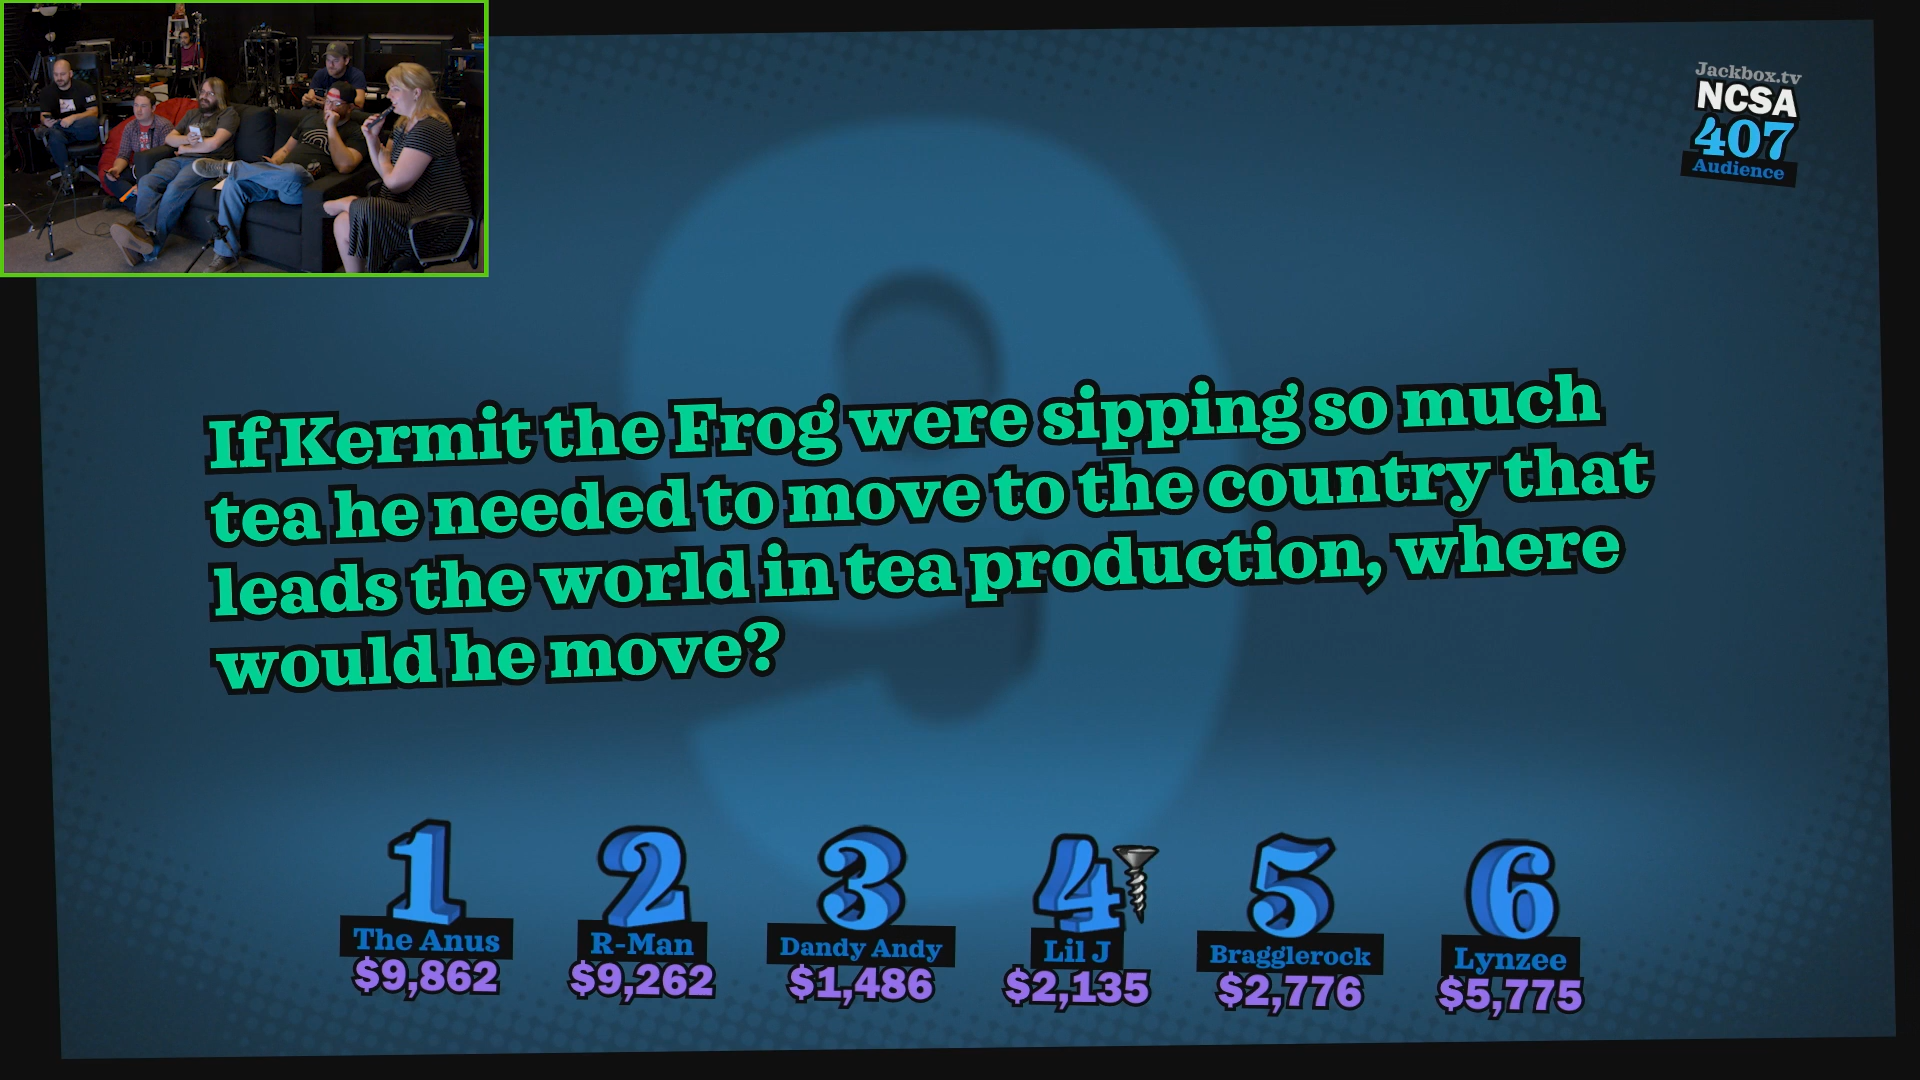 Jackbox.tv
NCSA
407
Audience
9
If Kermit the Frog were sipping so much
tea he needed to move to the country that
leads the world in tea production, where
would he move?
1
2
3
4
5
6
The Anus
R-Man
Dandy Andy
Lil J
Bragglerock
Lynzee
$9,862
$9,262
$1,486
$2,135
$2,776
$5,775